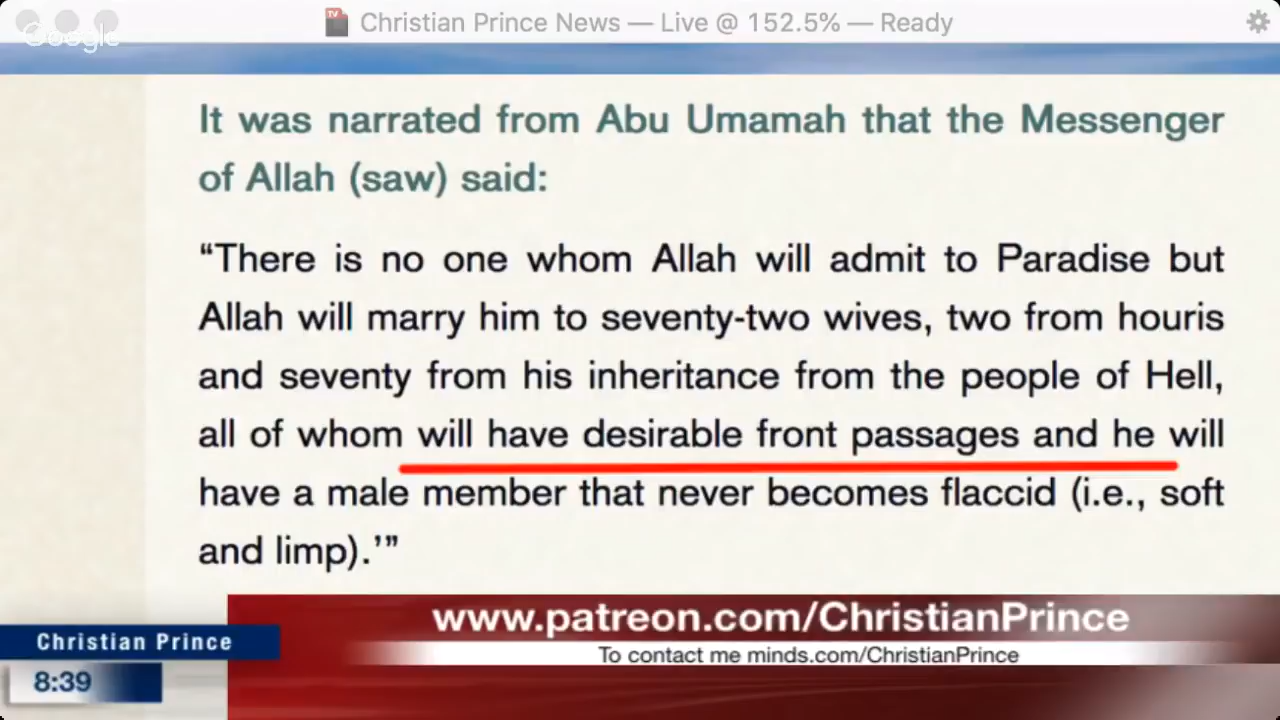 Christian Prince News — Live @ 152.5% — Ready
Google
It was narrated from Abu Umamah that the Messenger
of Allah (saw) said:
“There is no one whom Allah will admit to Paradise but
Allah will marry him to seventy-two wives, two from houris
and seventy from his inheritance from the people of Hell,
all of whom will have desirable front passages and he will
have a male member that never becomes flaccid (i.e., soft
and limp).’”
www.patreon.com/ChristianPrince
Christian Prince
To contact me minds.com/ChristianPrince
8:39